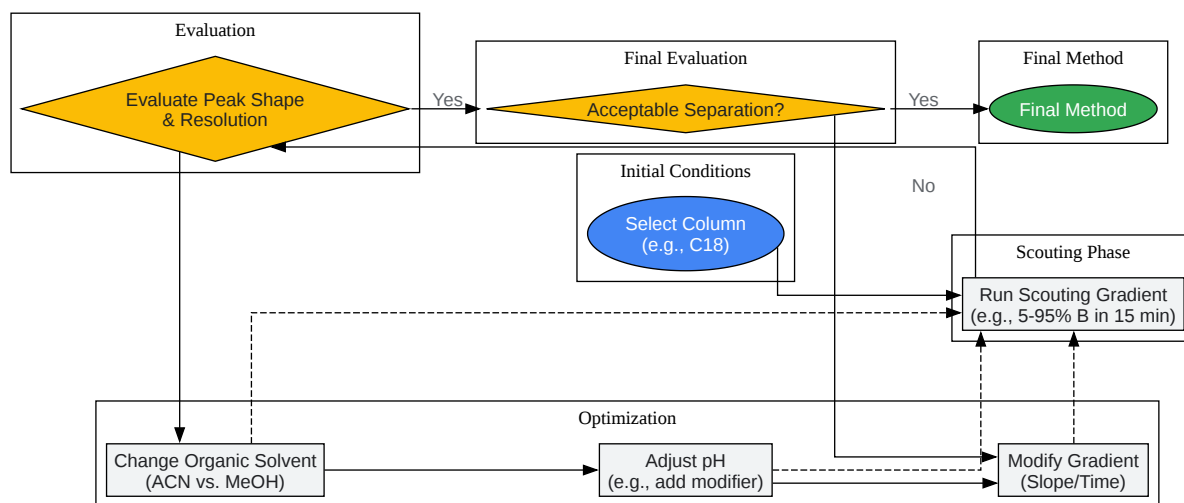 Evaluation
Evaluate Peak Shape
& Resolution
Yes
Final Evaluation
Acceptable Separation?
Yes
Final Method
Final Method
Initial Conditions
Select Column
(e.g., C18)
No
Scouting Phase
Run Scouting Gradient
(e.g., 5-95% B in 15 min)
Optimization
Change Organic Solvent
(ACN vs. MeOH)
Adjust pH
(e.g., add modifier)
Modify Gradient
(Slope/Time)